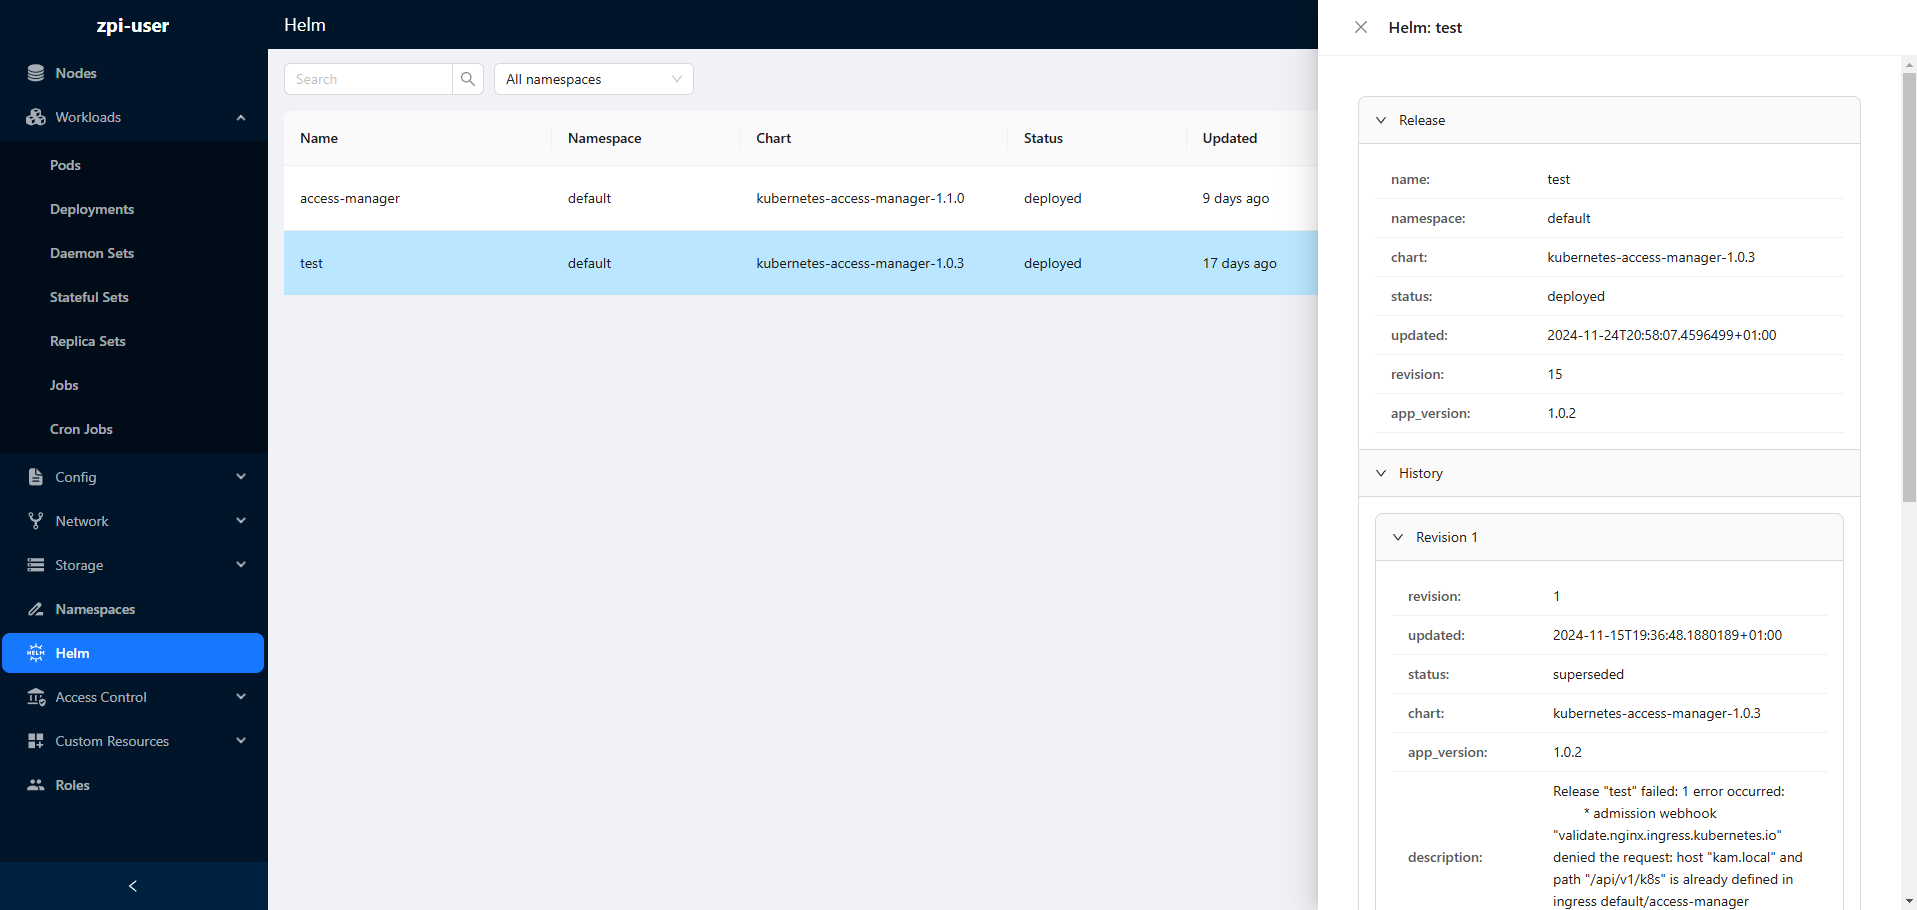 zpi-user
Nodes
Workloads
Pods
Deployments
Daemon Sets
Stateful Sets
Replica Sets
Jobs
Cron Jobs
Config
Network
Storage
Namespaces
HELM Helm
Access Control
Custom Resources
Roles
Helm
Search
All namespaces
Name Namespace Chart Status Updated
access-manager default kubernetes-access-manager-1.1.0 deployed 9 days ago
test default kubernetes-access-manager-1.0.3 deployed 17 days ago
Helm: test
Release
name: test
namespace: default
chart: kubernetes-access-manager-1.0.3
status: deployed
updated: 2024-11-24T20:58:07.4596499+01:00
revision: 15
app_version: 1.0.2
History
Revision 1
revision: 1
updated: 2024-11-15T19:36:48.1880189+01:00
status: superseded
chart: kubernetes-access-manager-1.0.3
app_version: 1.0.2
description:
Release "test" failed: 1 error occurred:
* admission webhook
"validate.nginx.ingress.kubernetes.io"
denied the request: host "kam.local" and
path "/api/v1/k8s" is already defined in
ingress default/access-manager